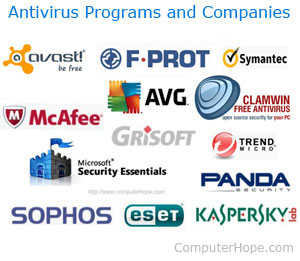 Antivirus Programs and Companies
avast!
be free
F-PROT
Symantec
McAfee
AVG
CLAMWIN
FREE ANTIVIRUS
open source security for your PC
GRISOFT
TREND
MICRO
Microsoft
Security Essentials
http://www.computerhope.com
PANDA
SECURITY
SOPHOS
eseT
KASPERSKY lab
ComputerHope.com